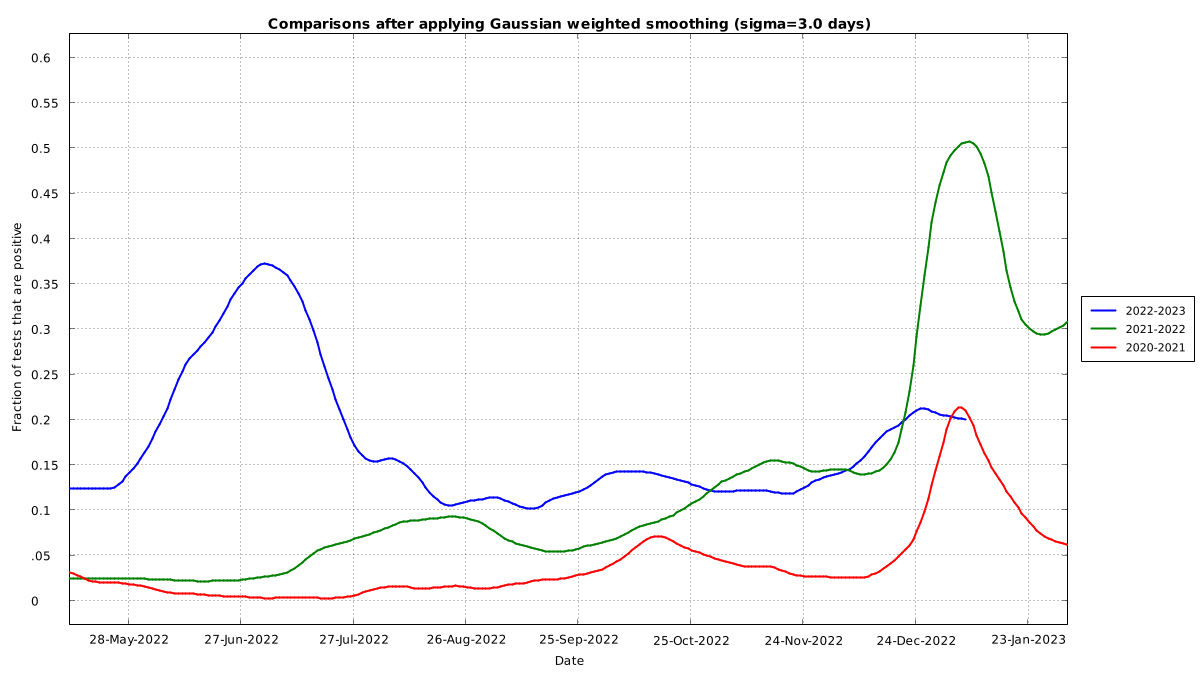 Comparisons after applying Gaussian weighted smoothing (sigma=3.0 days)
0.6
0.55
0.5
0.45
0.4
0.35
0.3
0.25
0.2
0.15
0.1
.05
0
Fraction of tests that are positive
28-May-2022
27-Jun-2022
27-Jul-2022
26-Aug-2022
25-Sep-2022
25-Oct-2022
24-Nov-2022
24-Dec-2022
23-Jan-2023
Date
2022-2023
2021-2022
2020-2021